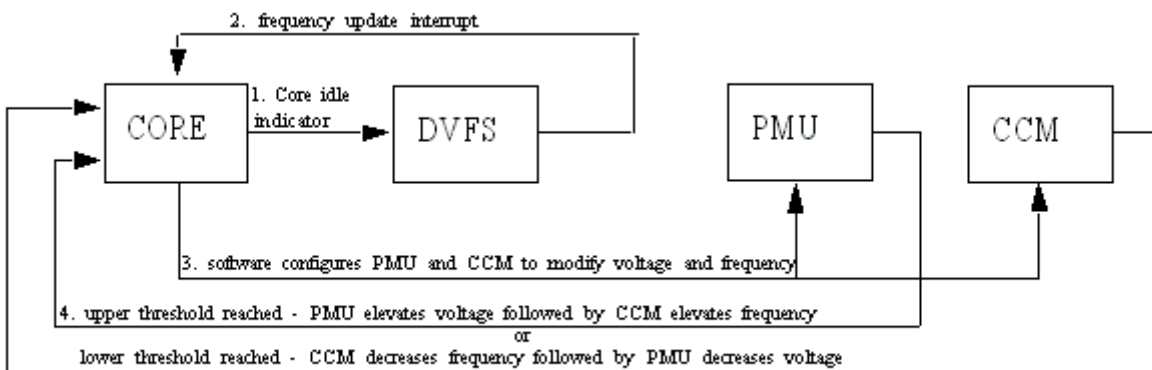 2. frequency update interrupt
1. Core idle
indicator
CORE
DVFS
PMU
CCM
3. software configures PMU and CCM to modify voltage and frequency
4. upper threshold reached - PMU elevates voltage followed by CCM elevates frequency
or
lower threshold reached - CCM decreases frequency followed by PMU decreases voltage